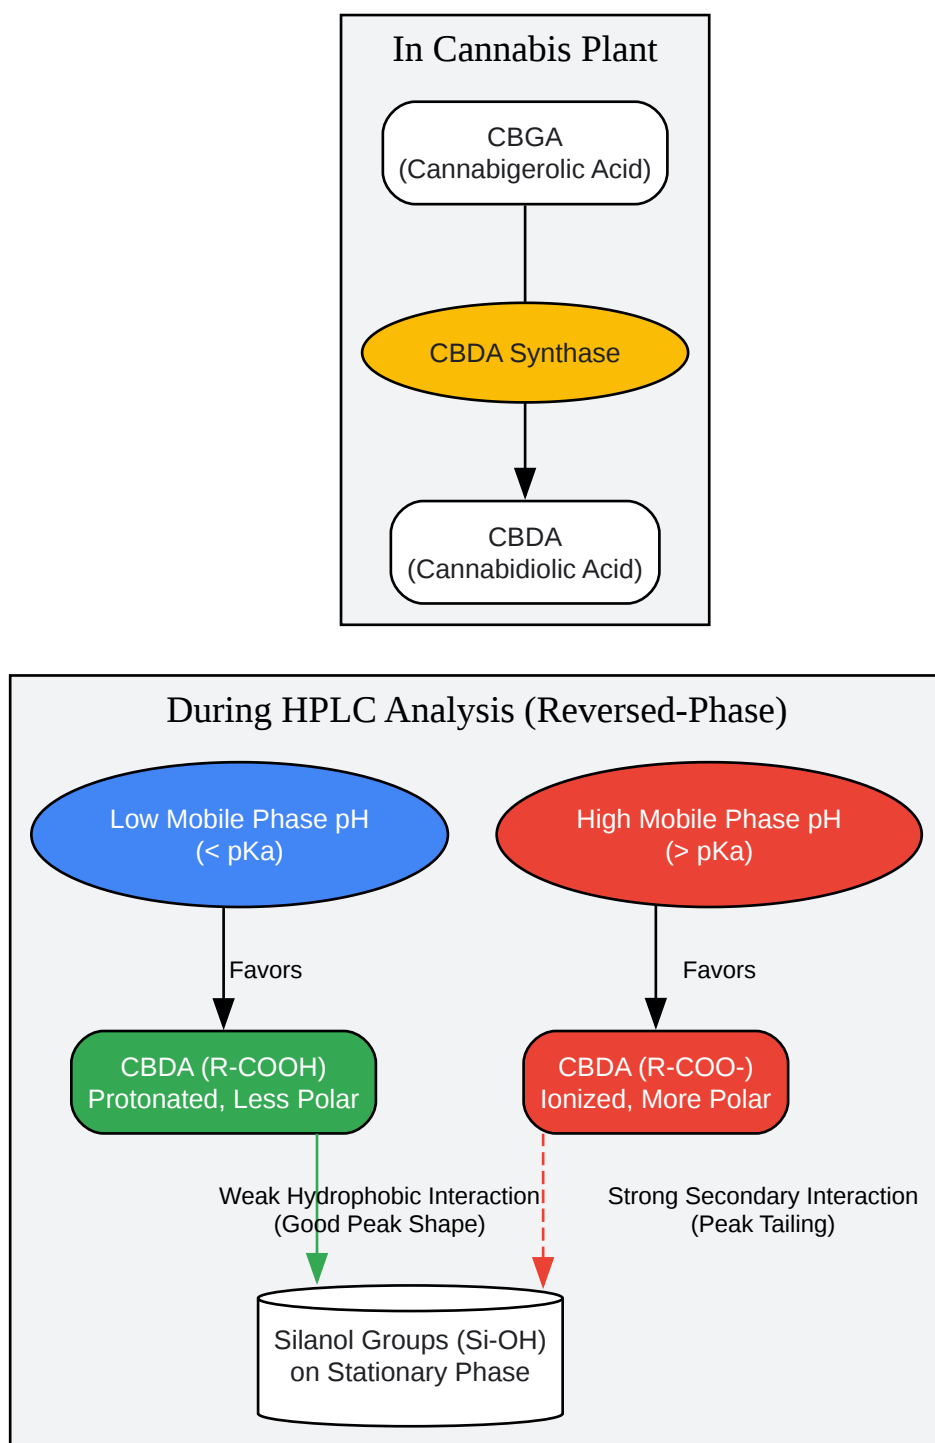 In Cannabis Plant
CBGA
(Cannabigerolic Acid)
CBDA Synthase
CBDA
(Cannabidiolic Acid)
During HPLC Analysis (Reversed-Phase)
Low Mobile Phase pH
(< pKa)
High Mobile Phase pH
(> pKa)
Favors
Favors
CBDA (R-COOH)
Protonated, Less Polar
CBDA (R-COO-)
Ionized, More Polar
Weak Hydrophobic Interaction
(Good Peak Shape)
Strong Secondary Interaction
(Peak Tailing)
Silanol Groups (Si-OH)
on Stationary Phase